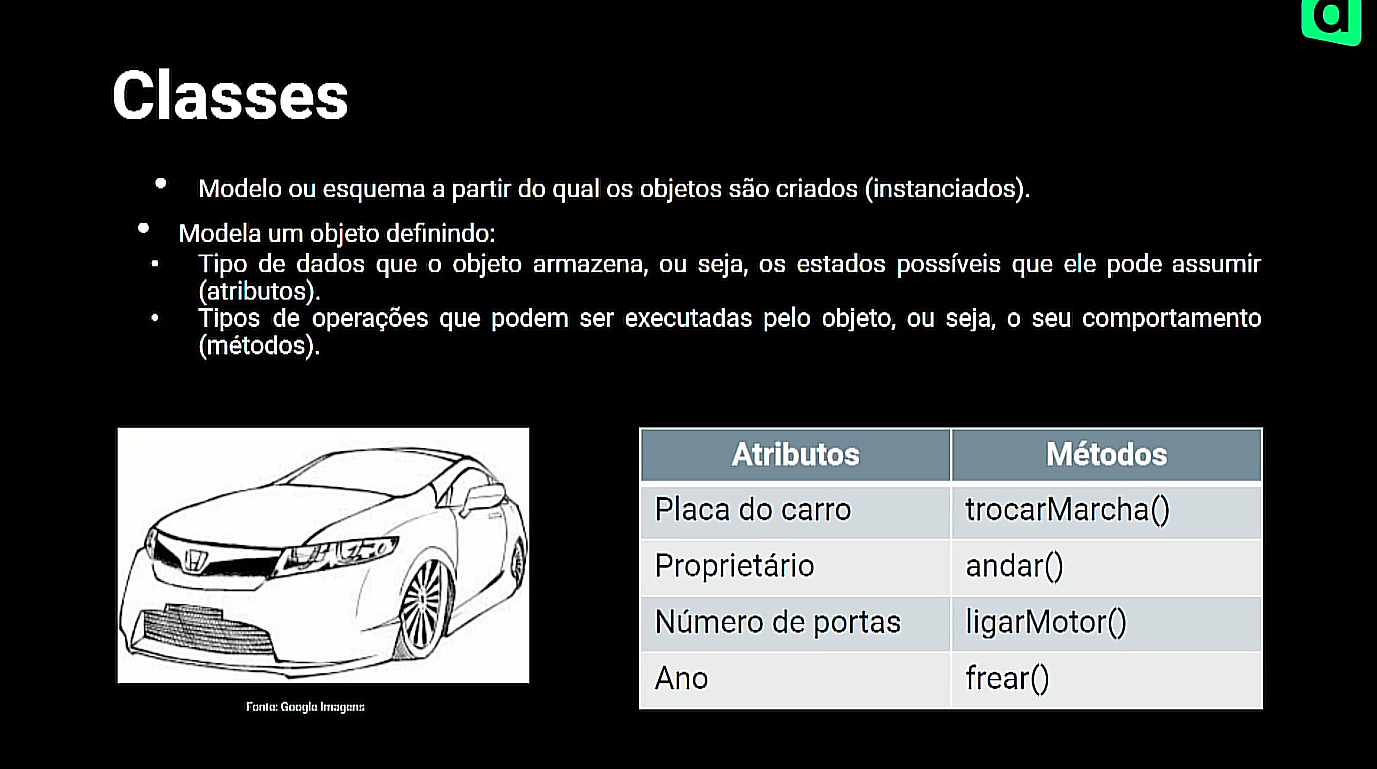 a
Classes
• Modelo ou esquema a partir do qual os objetos são criados (instanciados).
• Modela um objeto definindo:
• Tipo de dados que o objeto armazena, ou seja, os estados possíveis que ele pode assumir
(atributos).
• Tipos de operações que podem ser executadas pelo objeto, ou seja, o seu comportamento
(métodos).
Atributos Métodos
Placa do carro trocarMarcha()
Proprietário andar()
Número de portas ligarMotor()
Ano frear()
Fonte: Google Imagens